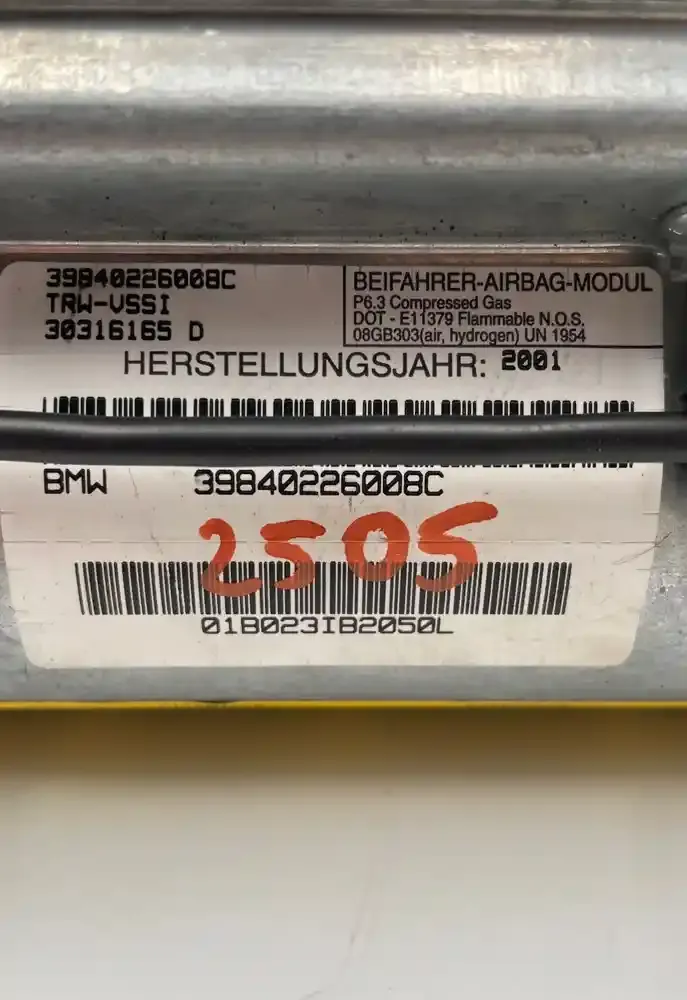 39840226008C
TRW-VSSI
30316165 D
BEIFAHRER-AIRBAG-MODUL
P6.3 Compressed Gas
DOT - E11379 Flammable N.O.S.
08GB303(air, hydrogen) UN 1954
HERSTELLUNGSJAHR: 2001
BMW 39840226008C
2505
01B023IB2050L